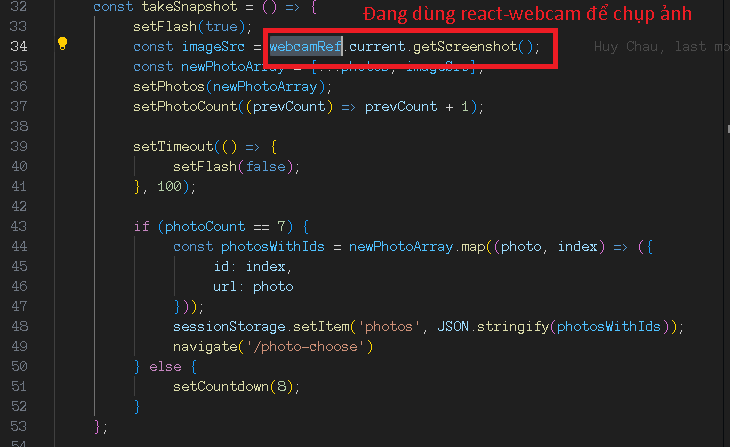 Đang dùng react-webcam để chụp ảnh
32 const takeSnapshot = () => {
33 setFlash(true);
34 const imageSrc = webcamRef.current.getScreenshot(); Huy Chau, last mo
35 const newPhotoArray = [...photos, imageSrc];
36 setPhotos(newPhotoArray);
37 setPhotoCount((prevCount) => prevCount + 1);
38
39 setTimeout(() => {
40 setFlash(false);
41 }, 100);
42
43 if (photoCount == 7) {
44 const photosWithIds = newPhotoArray.map((photo, index) => ({
45 id: index,
46 url: photo
47 }));
48 sessionStorage.setItem('photos', JSON.stringify(photosWithIds));
49 navigate('/photo-choose')
50 } else {
51 setCountdown(8);
52 }
53 };
54